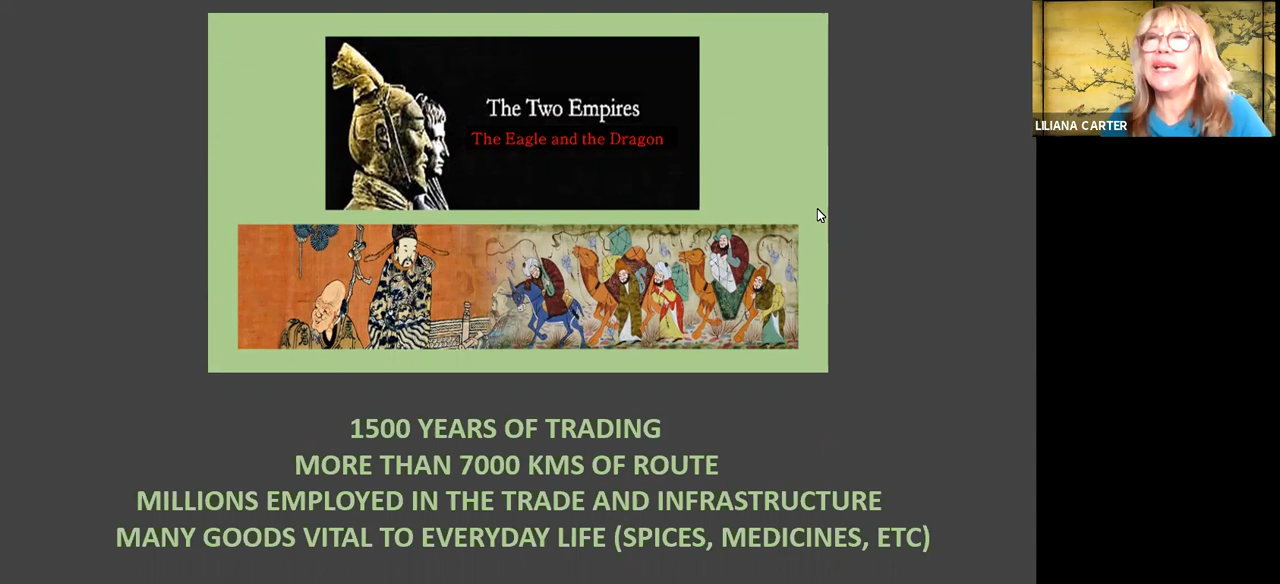 The Two Empires
The Eagle and the Dragon
LILIANA CARTER
1500 YEARS OF TRADING
MORE THAN 7000 KMS OF ROUTE
MILLIONS EMPLOYED IN THE TRADE AND INFRASTRUCTURE
MANY GOODS VITAL TO EVERYDAY LIFE (SPICES, MEDICINES, ETC)